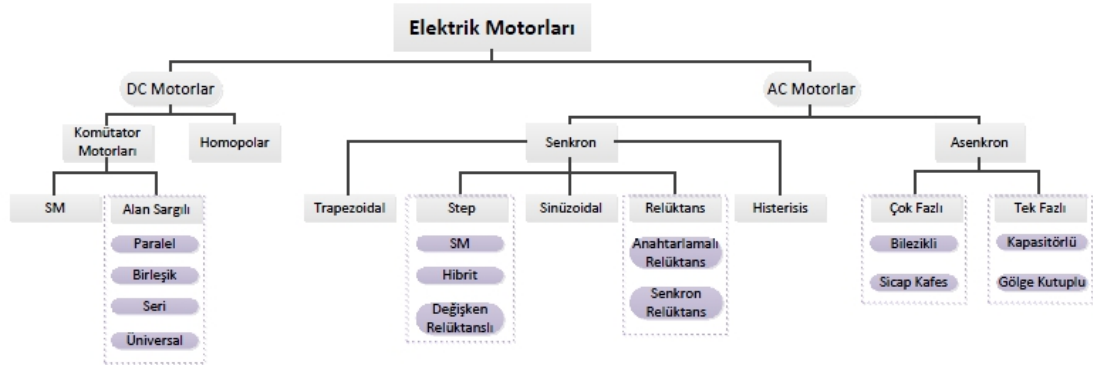 Elektrik Motorları
DC Motorlar
AC Motorlar
Komütator
Motorları
Homopolar
Senkron
Asenkron
SM
Alan Sargılı
Trapezoidal
Step
Sinüzoidal
Relüktans
Histerisis
Çok Fazlı
Tek Fazlı
Paralel
Birleşik
Seri
Üniversal
SM
Hibrit
Değişken
Relüktanslı
Anahtarlamalı
Relüktans
Senkron
Relüktans
Bilezikli
Sicap Kafes
Kapasitörlü
Gölge Kutuplu